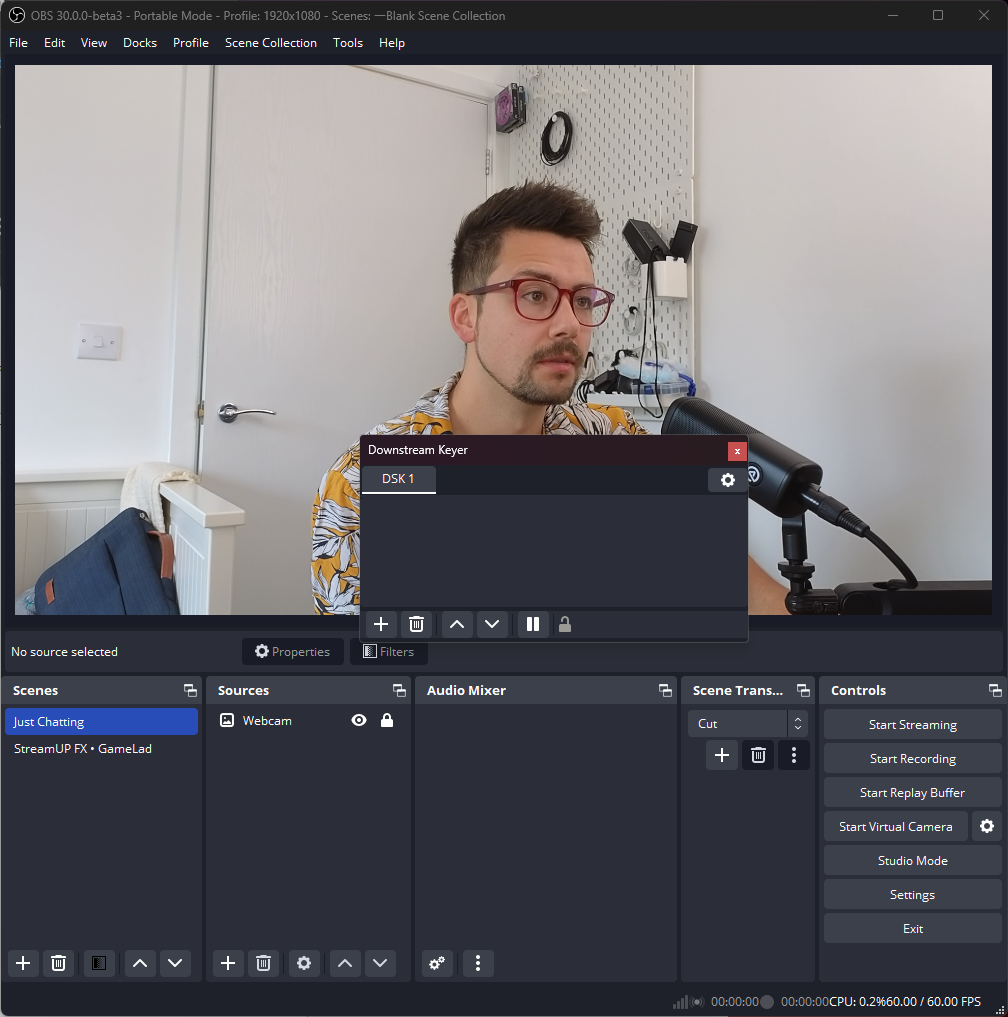 OBS 30.0.0-beta3 - Portable Mode - Profile: 1920x1080 - Scenes: —Blank Scene Collection
File Edit View Docks Profile Scene Collection Tools Help
Downstream Keyer
DSK 1
No source selected
Properties
Filters
Scenes
Just Chatting
StreamUP FX • GameLad
Sources
Webcam
Audio Mixer
Scene Trans...
Cut
Controls
Start Streaming
Start Recording
Start Replay Buffer
Start Virtual Camera
Studio Mode
Settings
Exit
00:00:00 00:00:00 CPU: 0.2% 60.00 / 60.00 FPS